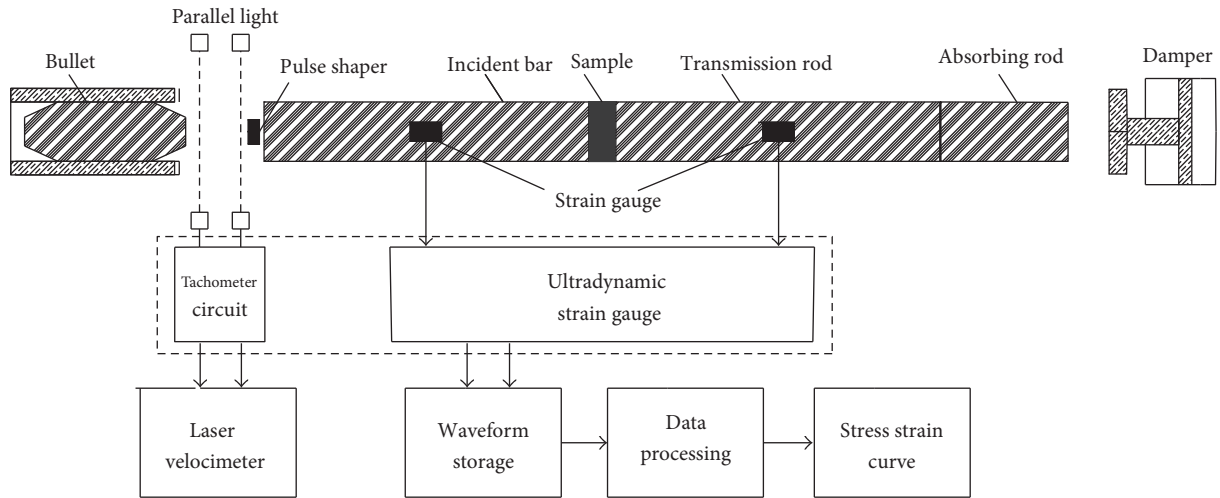 Parallel light
Bullet
Pulse shaper
Incident bar
Sample
Transmission rod
Absorbing rod
Damper
Strain gauge
Tachometer
circuit
Ultradynamic
strain gauge
Laser
velocimeter
Waveform
storage
Data
processing
Stress strain
curve